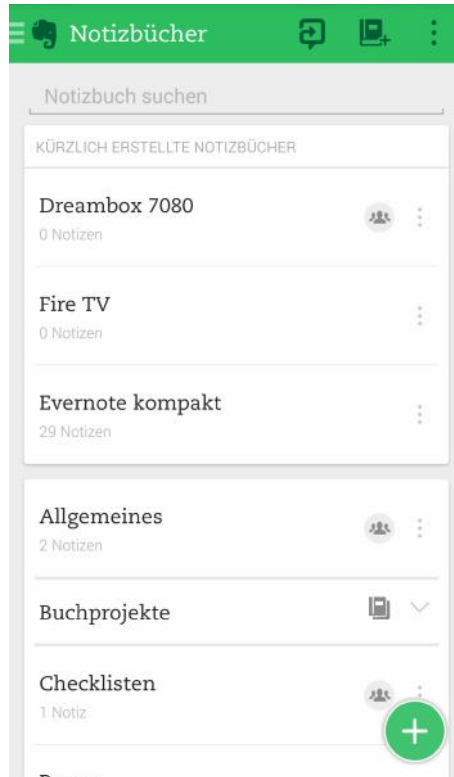 Notizbücher
Notizbuch suchen
KÜRZLICH ERSTELLTE NOTIZBÜCHER
Dreambox 7080
0 Notizen
Fire TV
0 Notizen
Evernote kompakt
29 Notizen
Allgemeines
2 Notizen
Buchprojekte
Checklisten
1 Notiz